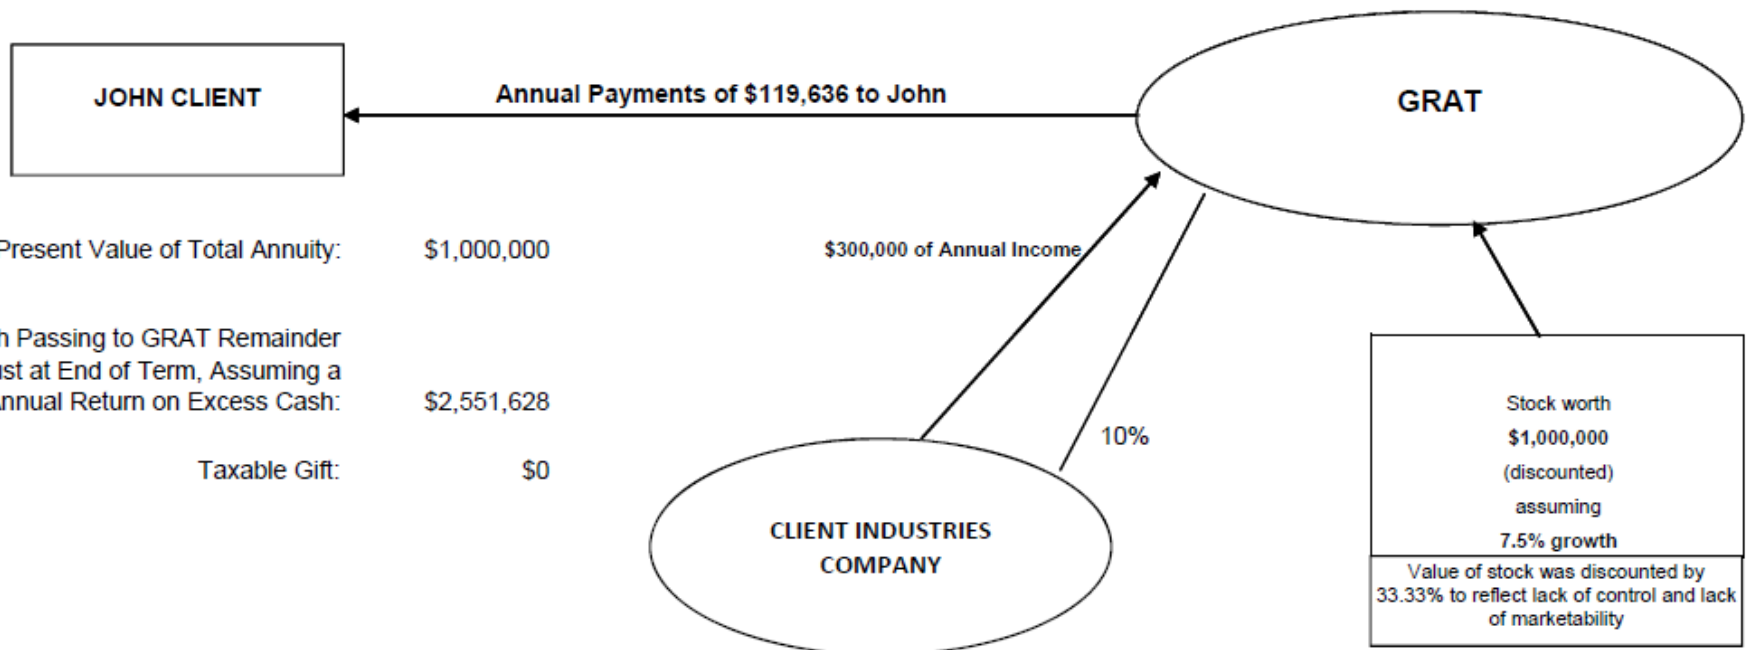 JOHN CLIENT
Annual Payments of $119,636 to John
GRAT
Present Value of Total Annuity: $1,000,000
$300,000 of Annual Income
Passing to GRAT Remainder
at End of Term, Assuming a
Annual Return on Excess Cash: $2,551,628
Taxable Gift: $0
10%
CLIENT INDUSTRIES
COMPANY
Stock worth
$1,000,000
(discounted)
assuming
7.5% growth
Value of stock was discounted by
33.33% to reflect lack of control and lack
of marketability